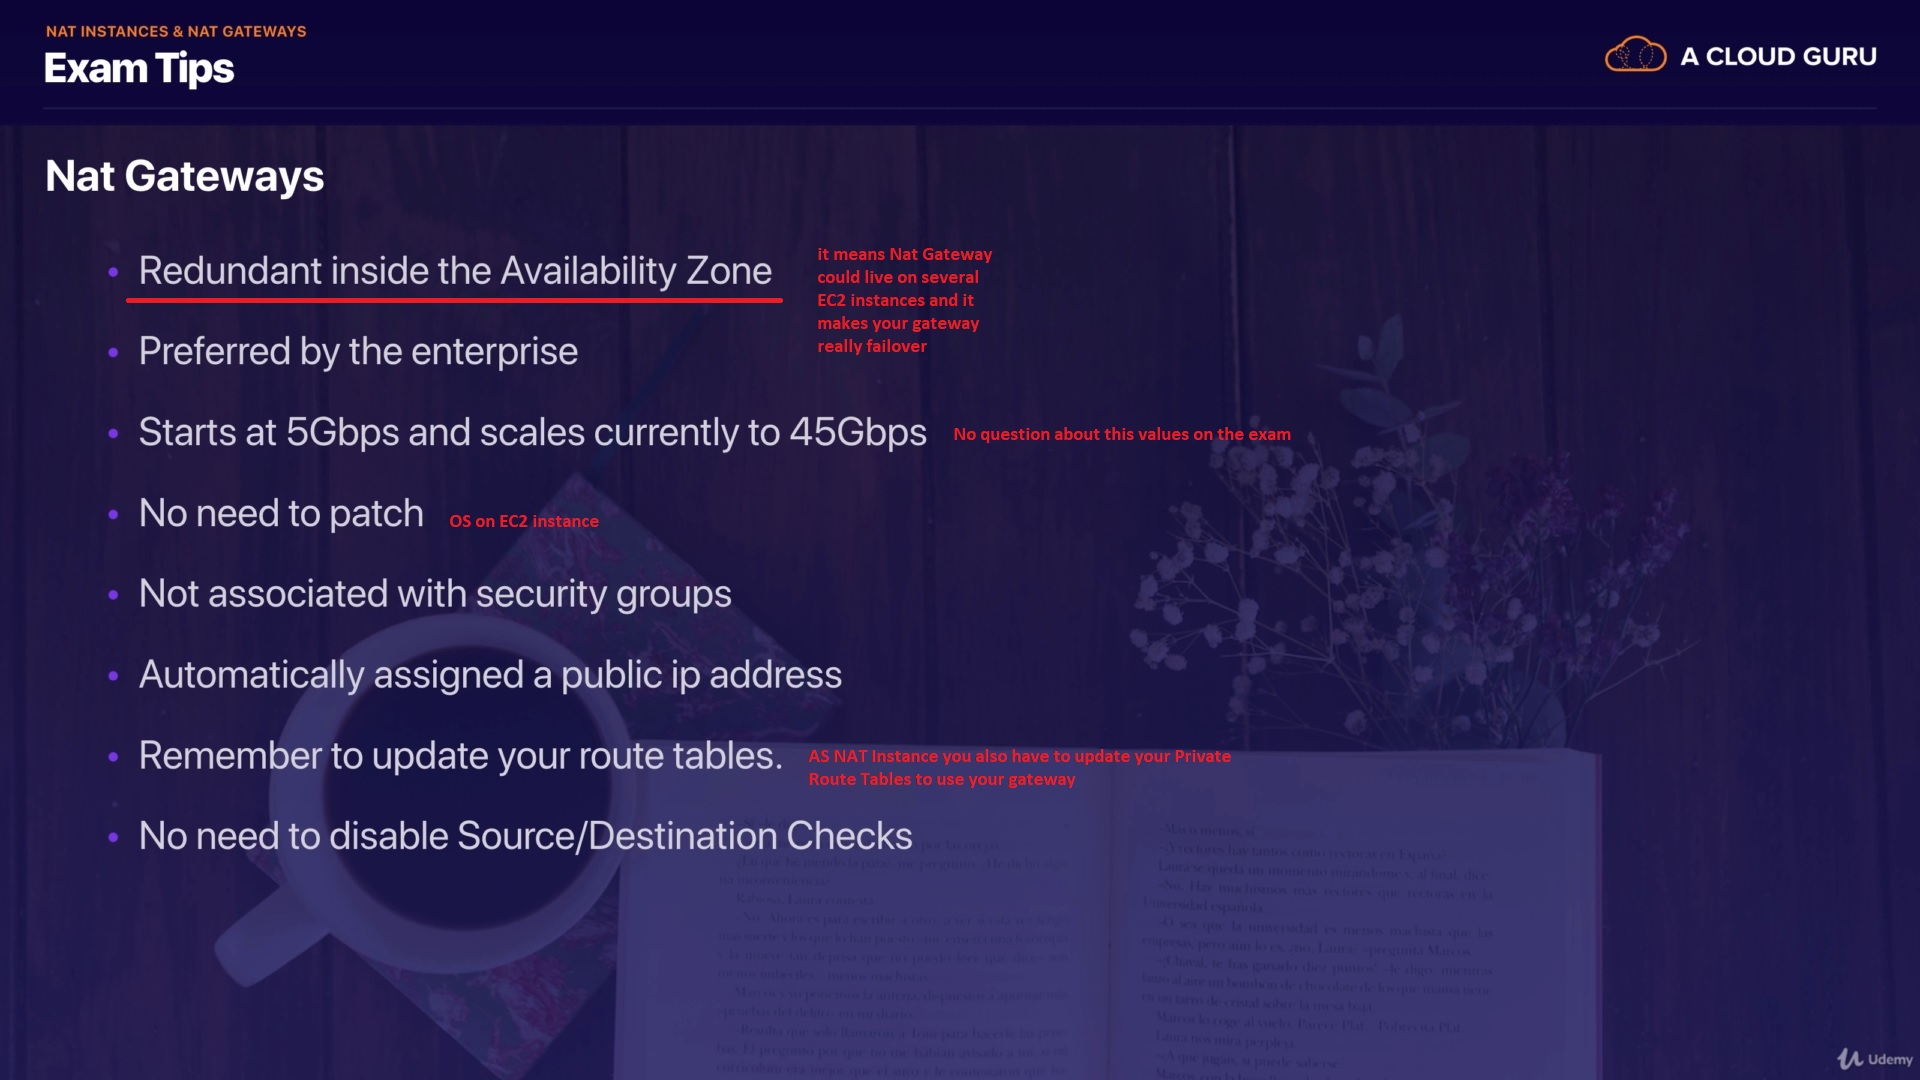 NAT INSTANCES & NAT GATEWAYS
Exam Tips
A CLOUD GURU
Nat Gateways
• Redundant inside the Availability Zone
it means Nat Gateway
could live on several
EC2 instances and it
makes your gateway
really failover
• Preferred by the enterprise
• Starts at 5Gbps and scales currently to 45Gbps
No question about this values on the exam
• No need to patch
OS on EC2 instance
• Not associated with security groups
• Automatically assigned a public ip address
• Remember to update your route tables.
AS NAT Instance you also have to update your Private
Route Tables to use your gateway
• No need to disable Source/Destination Checks
Udemy